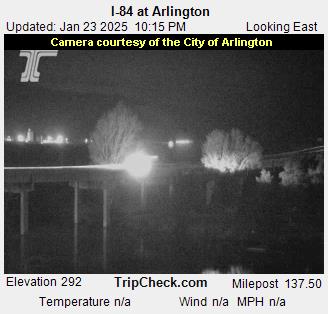 I-84 at Arlington
Updated: Jan 23 2025 10:15 PM Looking East
Camera courtesy of the City of Arlington
Elevation 292 TripCheck.com Milepost 137.50
Temperature n/a Wind n/a MPH n/a